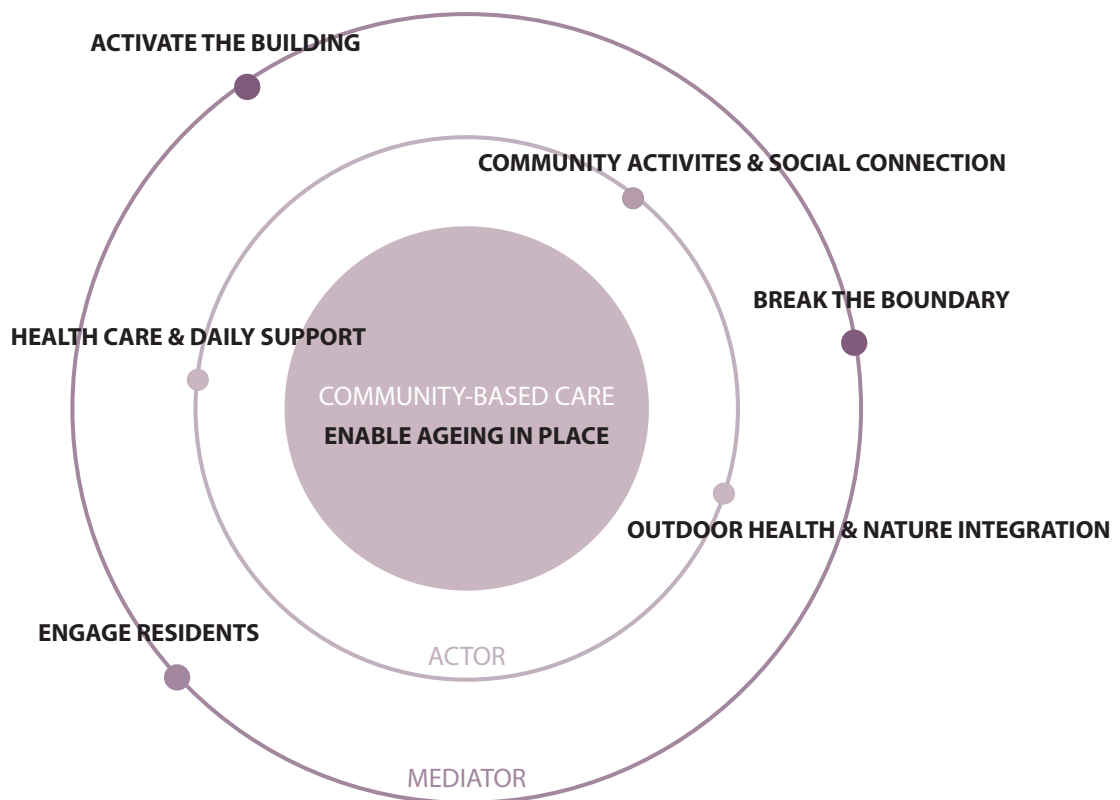 ACTIVATE THE BUILDING
COMMUNITY ACTIVITES & SOCIAL CONNECTION
BREAK THE BOUNDARY
HEALTH CARE & DAILY SUPPORT
COMMUNITY-BASED CARE
ENABLE AGEING IN PLACE
OUTDOOR HEALTH & NATURE INTEGRATION
ENGAGE RESIDENTS
ACTOR
MEDIATOR